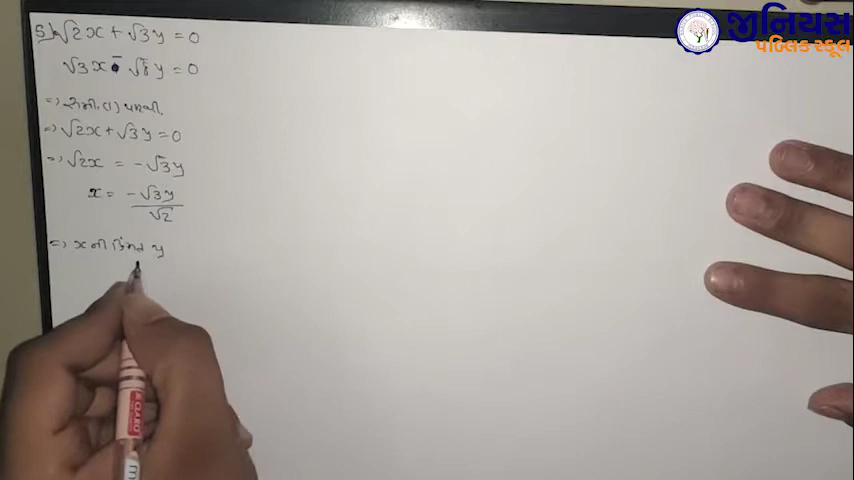 5) √2x + √3y = 0
√3x - √8y = 0
=) સમી. (1) પરથી,
=) √2x + √3y = 0
=) √2x = -√3y
x = -√3y / √2
=) x ની કિંમત y
જીનિયસ
પબ્લિક સ્કૂલ